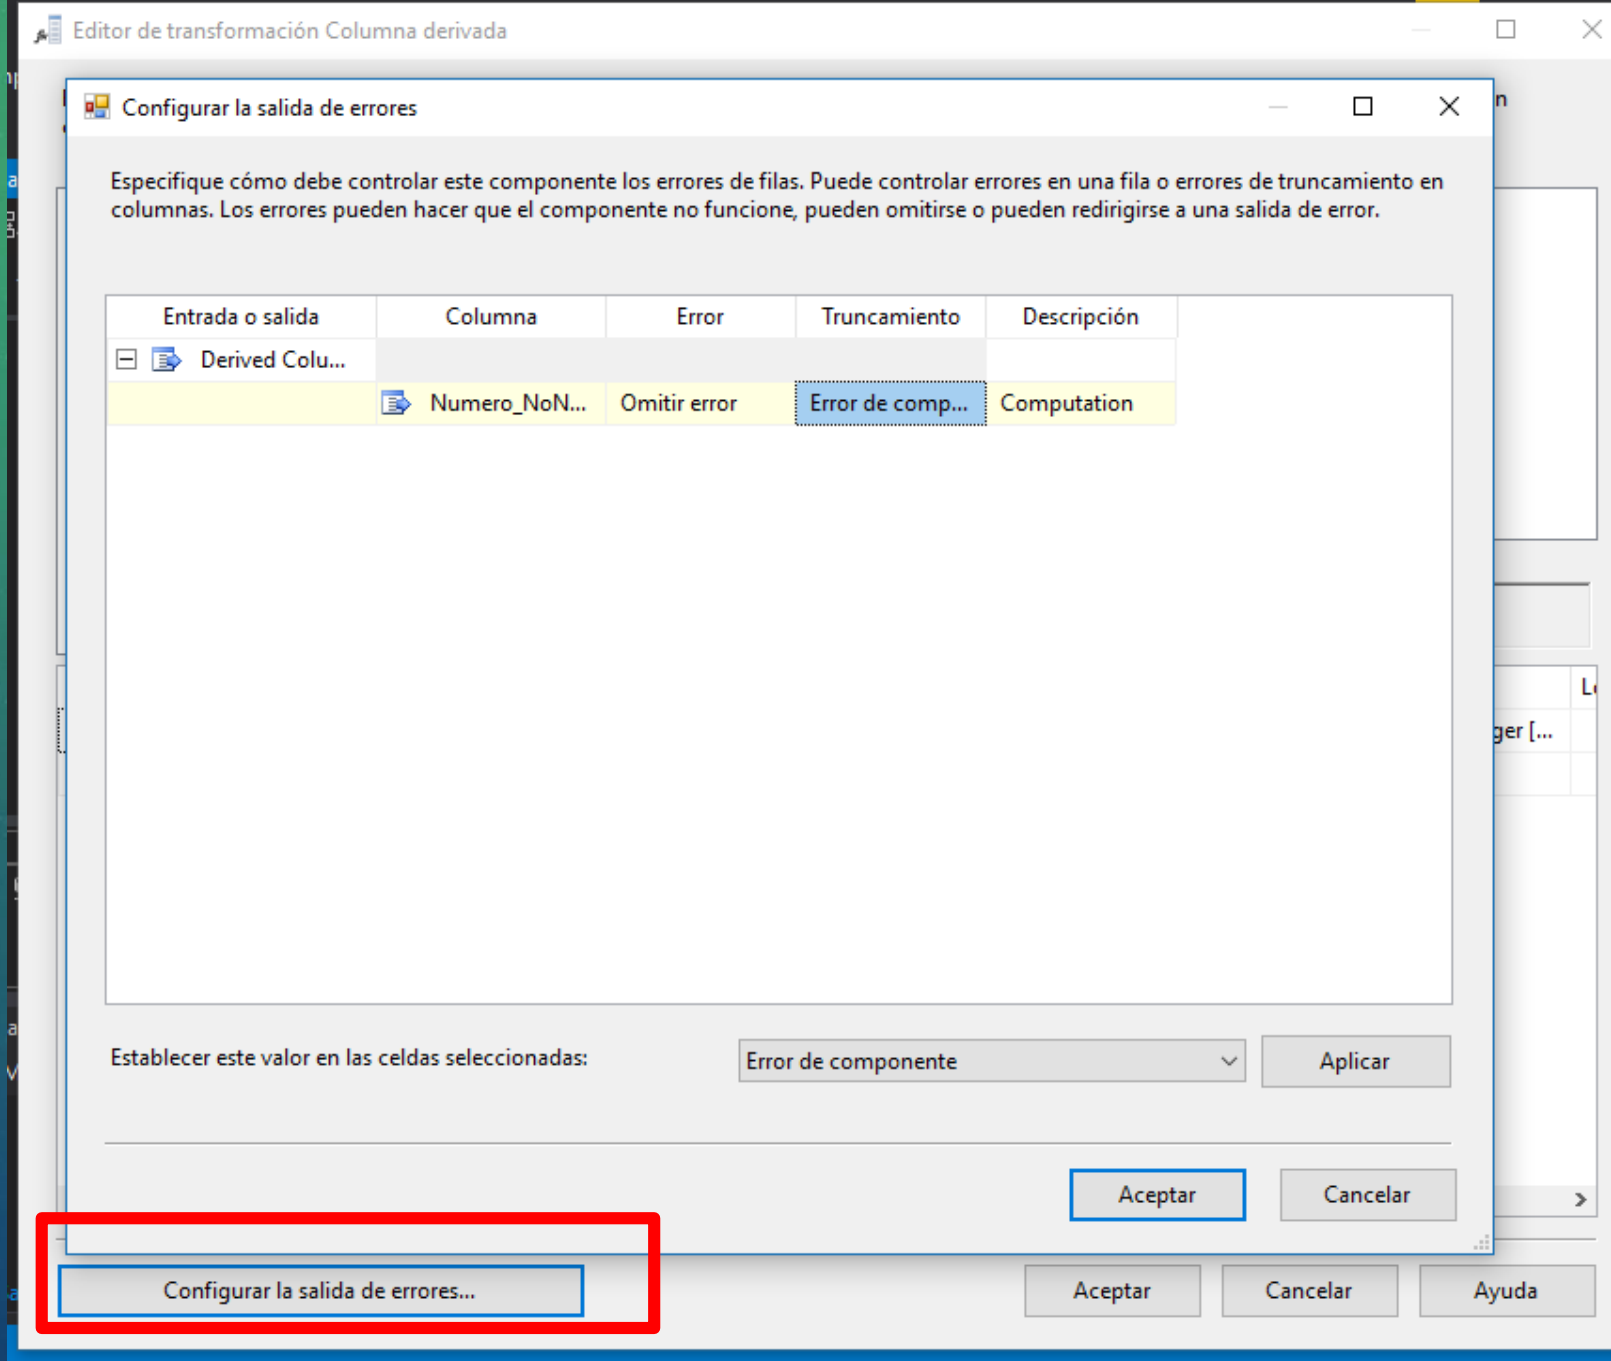 Editor de transformación Columna derivada
Configurar la salida de errores
Especifique cómo debe controlar este componente los errores de filas. Puede controlar errores en una fila o errores de truncamiento en
columnas. Los errores pueden hacer que el componente no funcione, pueden omitirse o pueden redirigirse a una salida de error.
Entrada o salida Columna Error Truncamiento Descripción
Derived Colu...
Numero_NoN... Omitir error Error de comp... Computation
ger [...
Establecer este valor en las celdas seleccionadas: Error de componente Aplicar
Aceptar Cancelar
Configurar la salida de errores... Aceptar Cancelar Ayuda